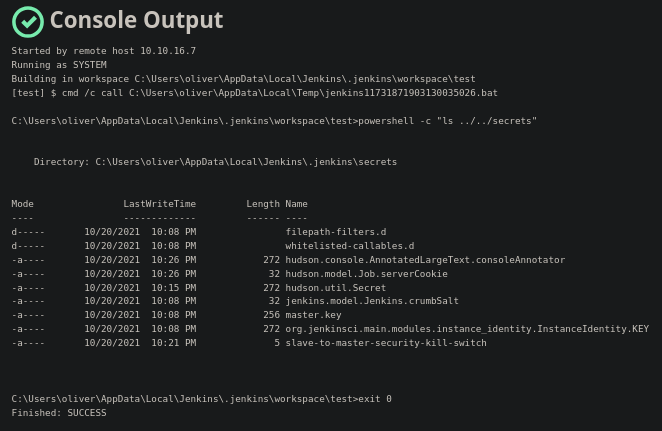 Console Output
Started by remote host 10.10.16.7
Running as SYSTEM
Building in workspace C:\Users\oliver\AppData\Local\Jenkins\.jenkins\workspace\test
[test] $ cmd /c call C:\Users\oliver\AppData\Local\Temp\jenkins11731871903130035026.bat
C:\Users\oliver\AppData\Local\Jenkins\.jenkins\workspace\test>powershell -c "ls ../../secrets"
Directory: C:\Users\oliver\AppData\Local\Jenkins\.jenkins\secrets
Mode                LastWriteTime         Length Name
----                -------------         ------ ----
d-----       10/20/2021  10:08 PM                filepath-filters.d
d-----       10/20/2021  10:08 PM                whitelisted-callables.d
-a----       10/20/2021  10:26 PM            272 hudson.console.AnnotatedLargeText.consoleAnnotator
-a----       10/20/2021  10:26 PM             32 hudson.model.Job.serverCookie
-a----       10/20/2021  10:15 PM            272 hudson.util.Secret
-a----       10/20/2021  10:08 PM             32 jenkins.model.Jenkins.crumbSalt
-a----       10/20/2021  10:08 PM            256 master.key
-a----       10/20/2021  10:08 PM            272 org.jenkinsci.main.modules.instance_identity.InstanceIdentity.KEY
-a----       10/20/2021  10:21 PM              5 slave-to-master-security-kill-switch
C:\Users\oliver\AppData\Local\Jenkins\.jenkins\workspace\test>exit 0
Finished: SUCCESS